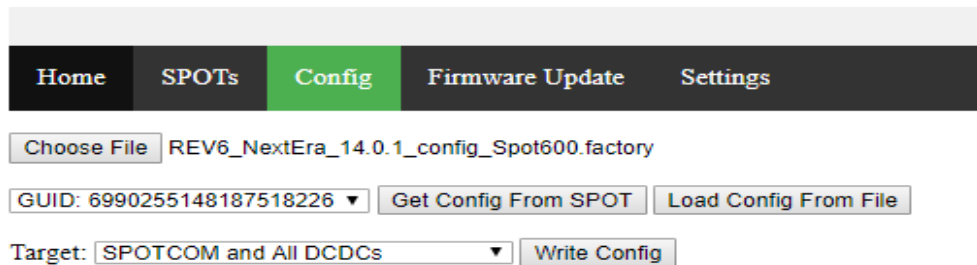 Home SPOTs Config Firmware Update Settings
Choose File REV6_NextEra_14.0.1_config_Spot600.factory
GUID: 6990255148187518226 Get Config From SPOT Load Config From File
Target: SPOTCOM and All DCDCs Write Config